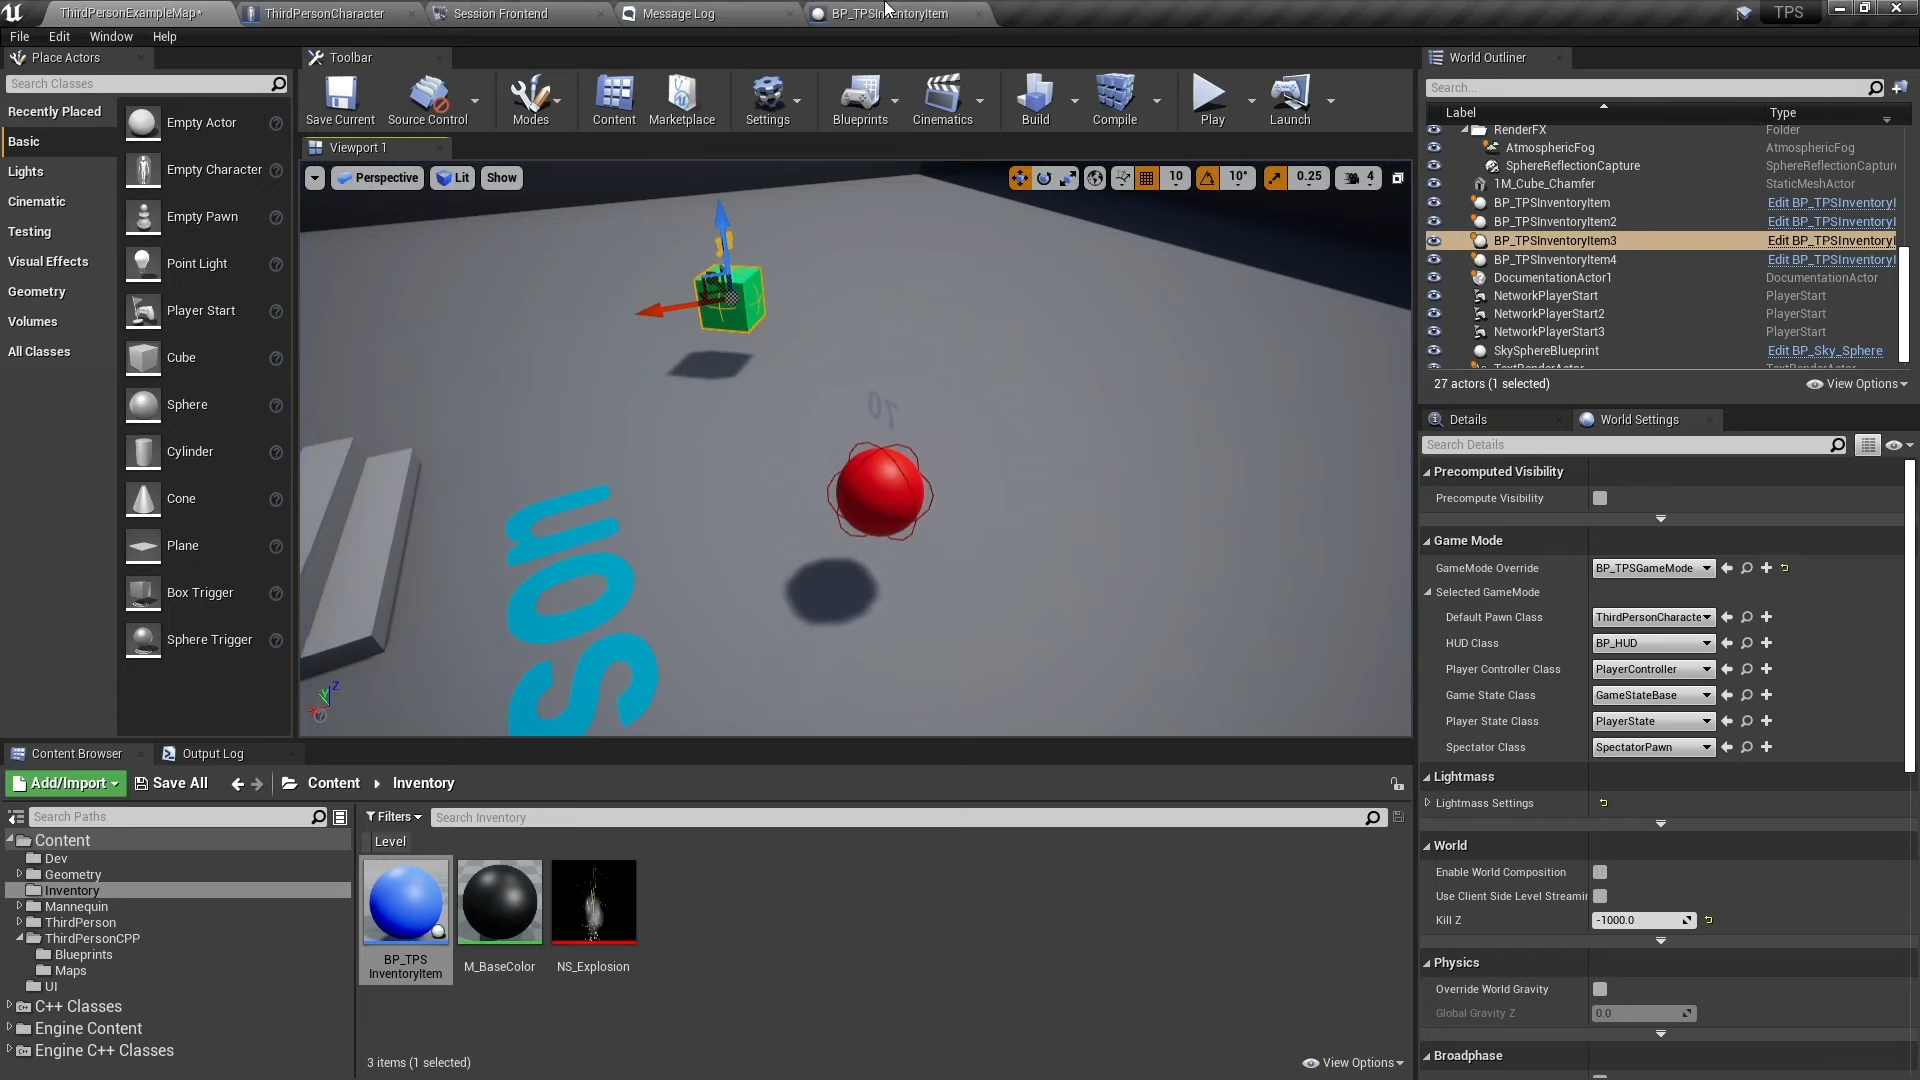 ThirdPersonExampleMap*
ThirdPersonCharacter
Session Frontend
Message Log
BP_TPSInventoryItem
TPS
File Edit Window Help
Place Actors
Search Classes
Recently Placed
Basic
Lights
Cinematic
Testing
Visual Effects
Geometry
Volumes
All Classes
Empty Actor
Empty Character
Empty Pawn
Point Light
Player Start
Cube
Sphere
Cylinder
Cone
Plane
Box Trigger
Sphere Trigger
Toolbar
Save Current
Source Control
Modes
Content
Marketplace
Settings
Blueprints
Cinematics
Build
Compile
Play
Launch
Viewport 1
Perspective
Lit
Show
10
10°
0.25
4
70
World Outliner
Search...
Label Type
RenderFX Folder
AtmosphericFog AtmosphericFog
SphereReflectionCapture SphereReflectionCapture
1M_Cube_Chamfer StaticMeshActor
BP_TPSInventoryItem Edit BP_TPSInventoryI
BP_TPSInventoryItem2 Edit BP_TPSInventoryI
BP_TPSInventoryItem3 Edit BP_TPSInventoryI
BP_TPSInventoryItem4 Edit BP_TPSInventoryI
DocumentationActor1 DocumentationActor
NetworkPlayerStart PlayerStart
NetworkPlayerStart2 PlayerStart
NetworkPlayerStart3 PlayerStart
SkySphereBlueprint Edit BP_Sky_Sphere
27 actors (1 selected)
View Options
Details
World Settings
Search Details
Precomputed Visibility
Precompute Visibility
Game Mode
GameMode Override BP_TPSGameMode
Selected GameMode
Default Pawn Class ThirdPersonCharacte
HUD Class BP_HUD
Player Controller Class PlayerController
Game State Class GameStateBase
Player State Class PlayerState
Spectator Class SpectatorPawn
Lightmass
Lightmass Settings
World
Enable World Composition
Use Client Side Level Streamin
Kill Z -1000.0
Physics
Override World Gravity
Global Gravity Z 0.0
Broadphase
Content Browser
Output Log
Add/Import
Save All
Content
Inventory
Search Paths
Content
Dev
Geometry
Inventory
Mannequin
ThirdPerson
ThirdPersonCPP
Blueprints
Maps
UI
C++ Classes
Engine Content
Engine C++ Classes
Filters
Search Inventory
Level
BP_TPS
InventoryItem
M_BaseColor
NS_Explosion
3 items (1 selected)
View Options